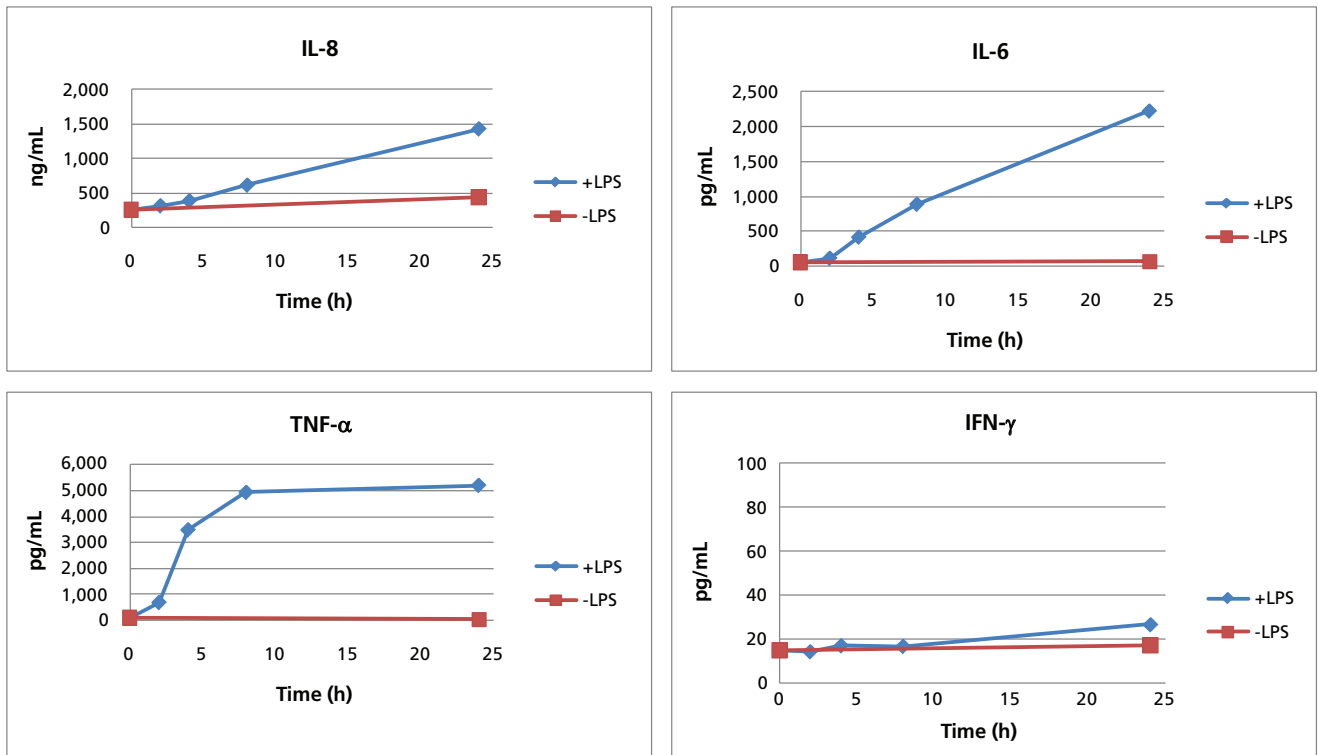 IL-8
2,000
1,500
1,000
500
0
ng/mL
0 5 10 15 20 25
Time (h)
+LPS
-LPS
IL-6
2,500
2,000
1,500
1,000
500
0
pg/mL
0 5 10 15 20 25
Time (h)
+LPS
-LPS
TNF-α
6,000
5,000
4,000
3,000
2,000
1,000
0
pg/mL
0 5 10 15 20 25
Time (h)
+LPS
-LPS
IFN-γ
100
80
60
40
20
0
pg/mL
0 5 10 15 20 25
Time (h)
+LPS
-LPS